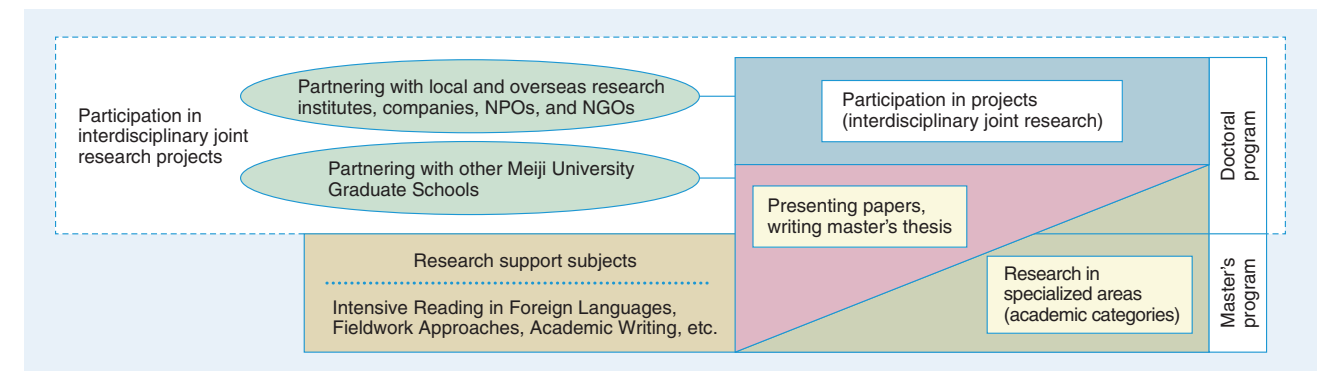 Participation in
interdisciplinary joint
research projects
Partnering with local and overseas research
institutes, companies, NPOs, and NGOs
Partnering with other Meiji University
Graduate Schools
Participation in projects
(interdisciplinary joint research)
Presenting papers,
writing master's thesis
Doctoral
program
Research support subjects
Intensive Reading in Foreign Languages,
Fieldwork Approaches, Academic Writing, etc.
Research in
specialized areas
(academic categories)
Master's
program